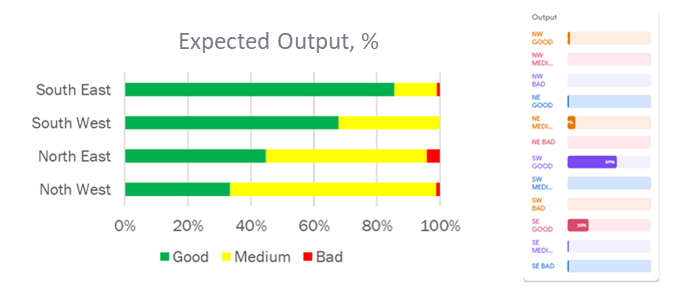 Expected Output, %
South East
South West
North East
Noth West
0% 20% 40% 60% 80% 100%
Good Medium Bad
Output
NW
GOOD
NW
MEDI...
NW
BAD
NE
GOOD
NE
MEDI...
NE BAD
SW
GOOD
SW
MEDI...
SW
BAD
SE
GOOD
SE
MEDI...
SE BAD